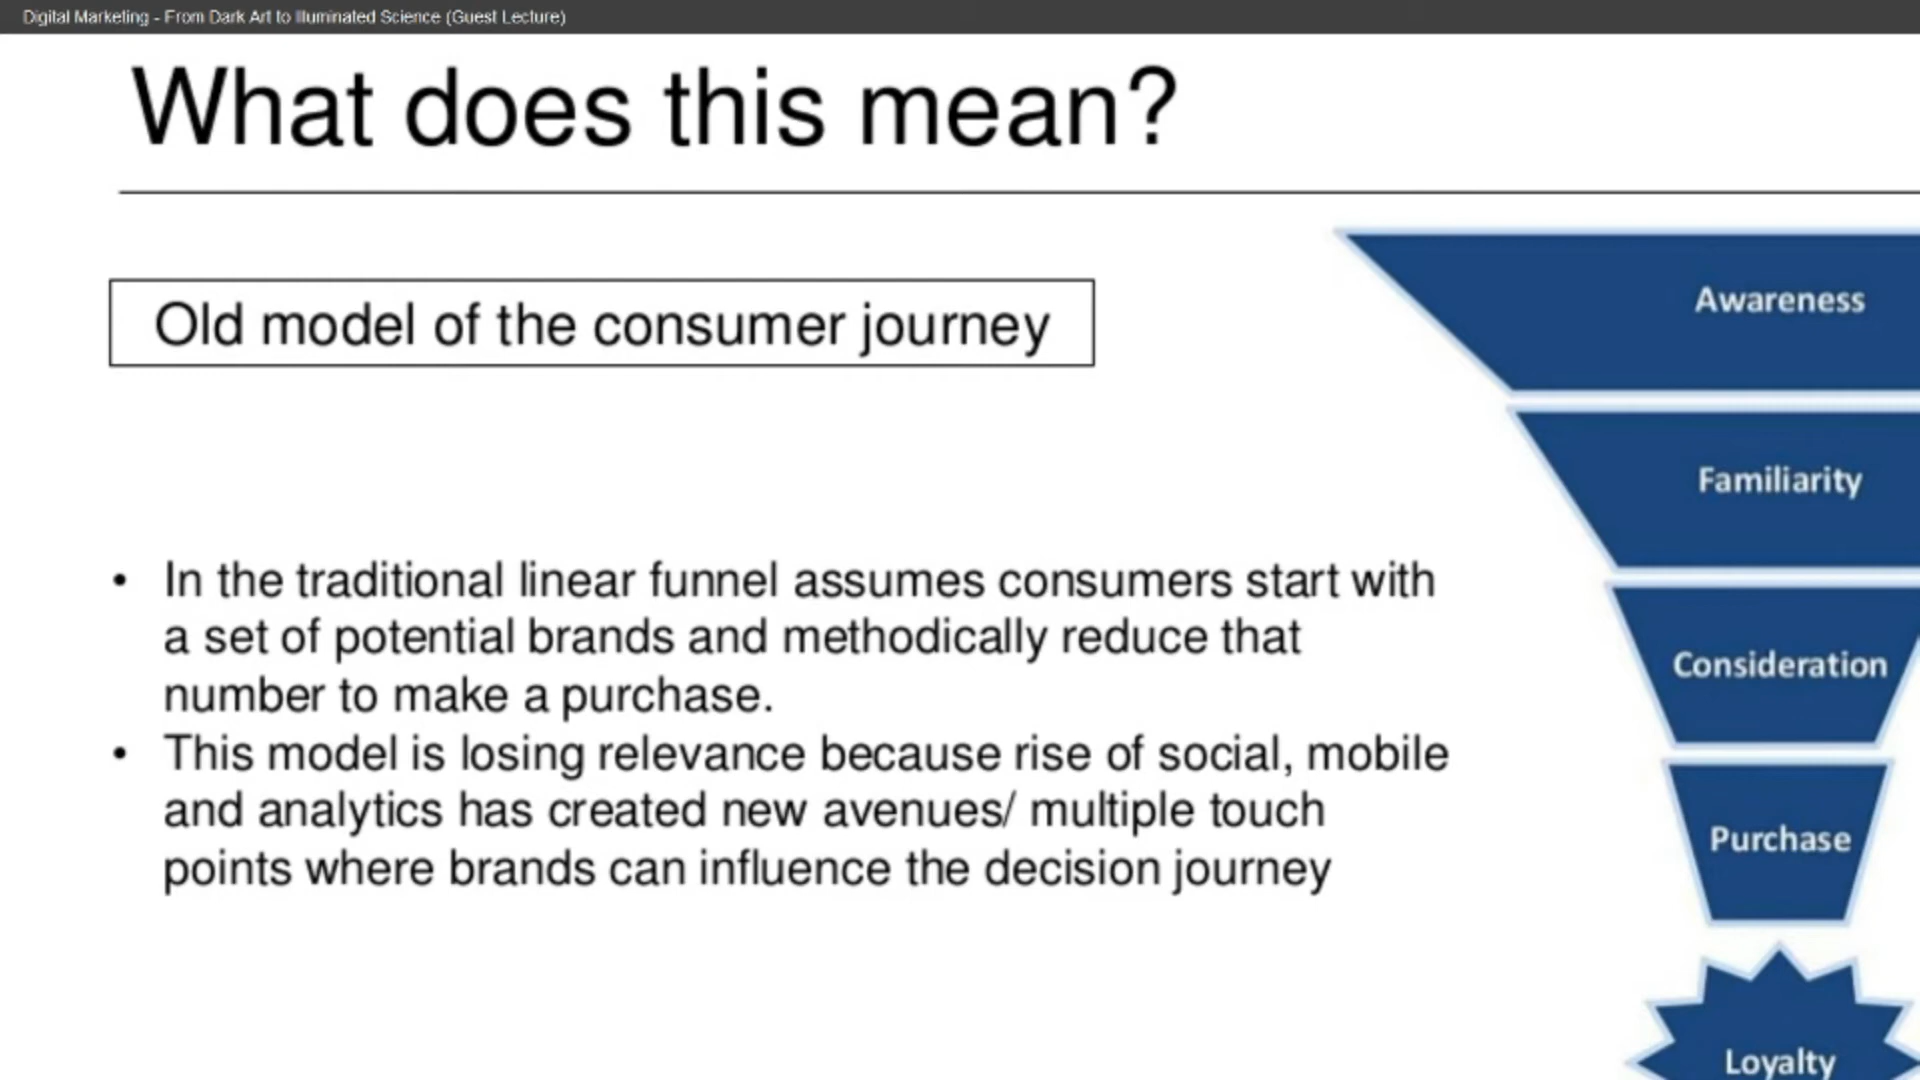 Digital Marketing - From Dark Art to Illuminated Science (Guest Lecture)
What does this mean?
Old model of the consumer journey
Awareness
Familiarity
Consideration
Purchase
Loyalty
• In the traditional linear funnel assumes consumers start with
a set of potential brands and methodically reduce that
number to make a purchase.
• This model is losing relevance because rise of social, mobile
and analytics has created new avenues/ multiple touch
points where brands can influence the decision journey